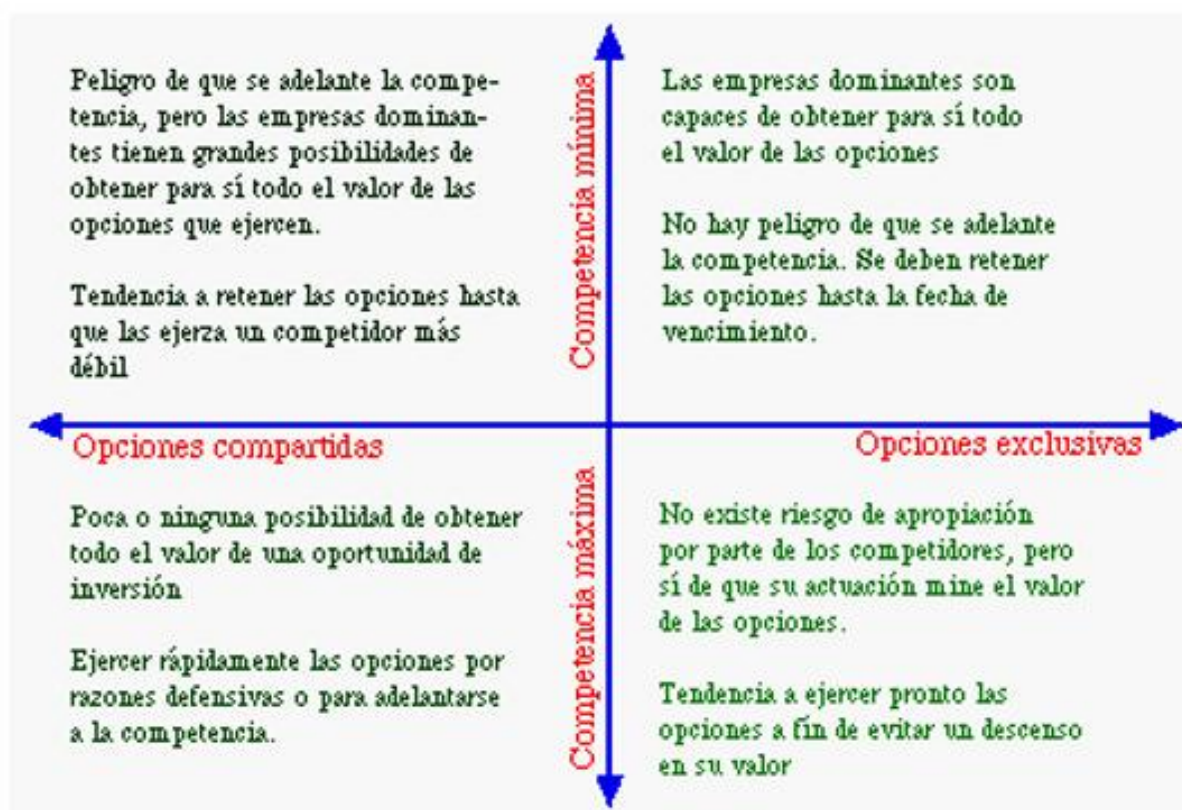 Peligro de que se adelante la compe-
tencia, pero las empresas dominan-
tes tienen grandes posibilidades de
obtener para sí todo el valor de las
opciones que ejercen.
Tendencia a retener las opciones hasta
que las ejerza un competidor más
débil
Competencia mínima
Las empresas dominantes son
capaces de obtener para sí todo
el valor de las opciones
No hay peligro de que se adelante
la competencia. Se deben retener
las opciones hasta la fecha de
vencimiento.
Opciones compartidas
Opciones exclusivas
Poca o ninguna posibilidad de obtener
todo el valor de una oportunidad de
inversión
Ejercer rápidamente las opciones por
razones defensivas o para adelantarse
a la competencia.
Competencia máxima
No existe riesgo de apropiación
por parte de los competidores, pero
sí de que su actuación mine el valor
de las opciones.
Tendencia a ejercer pronto las
opciones a fín de evitar un descenso
en su valor